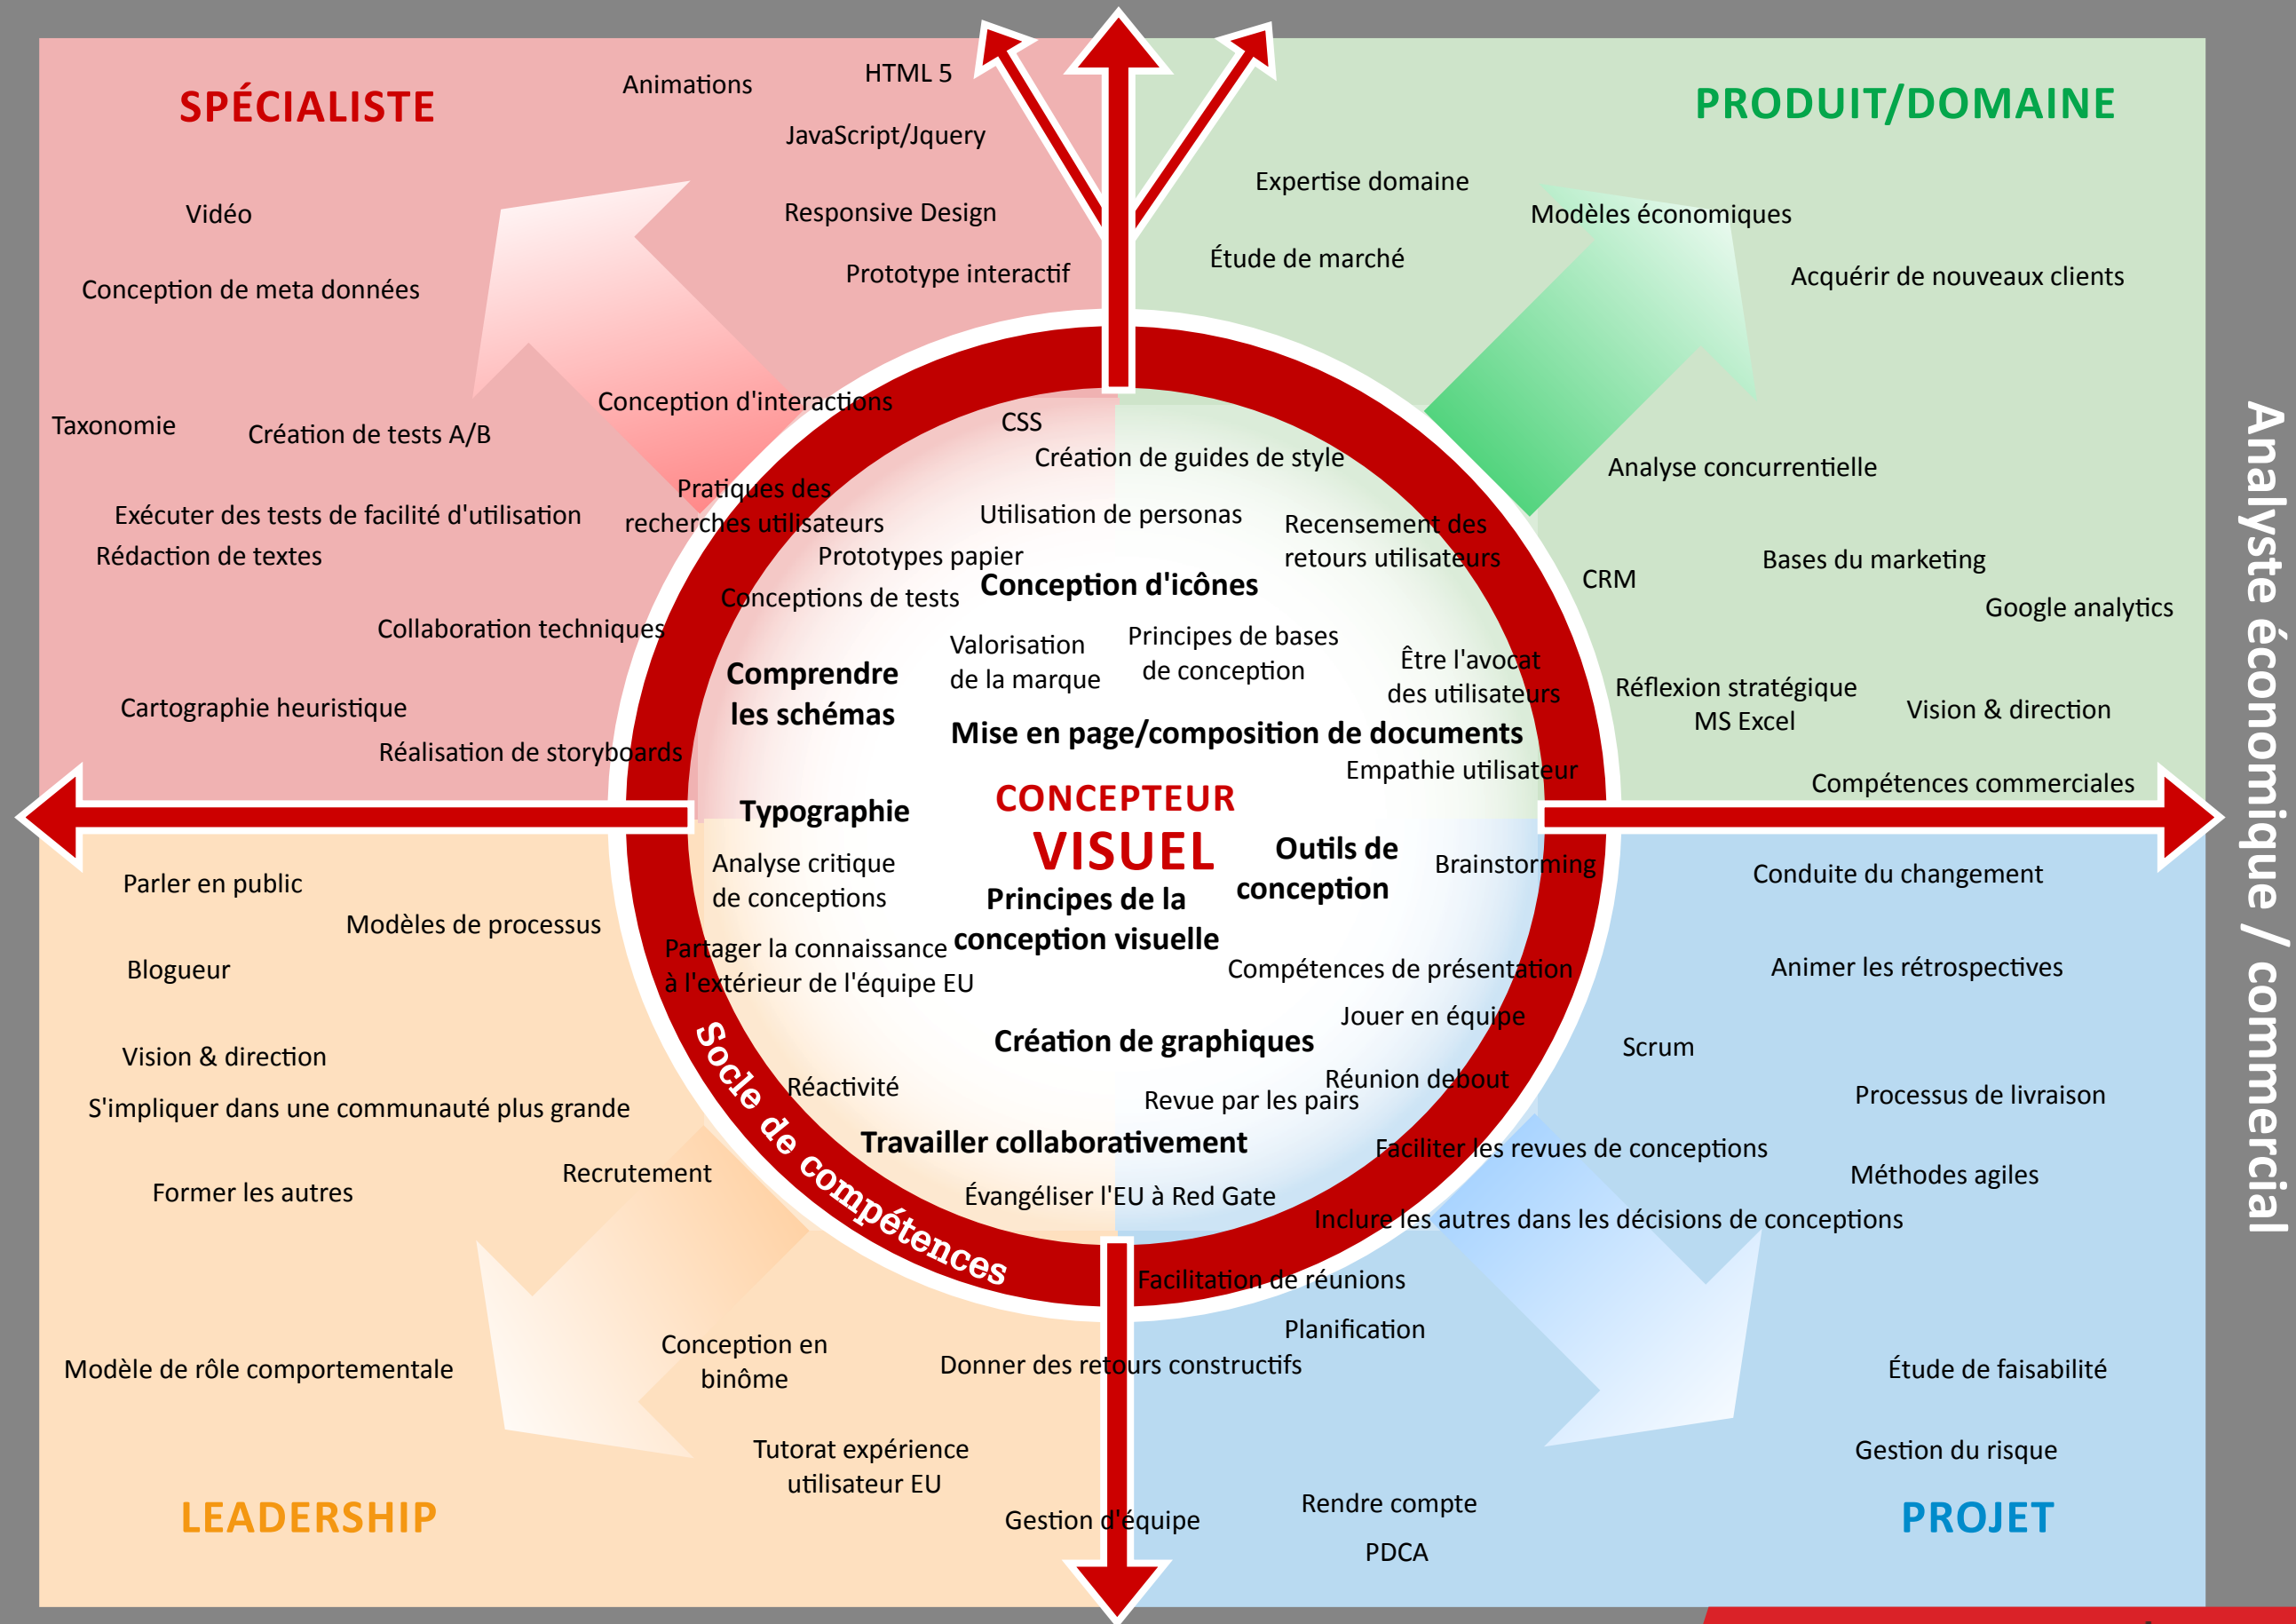 SPÉCIALISTE
Animations
HTML 5
JavaScript/Jquery
Vidéo
Responsive Design
Conception de meta données
Prototype interactif
Taxonomie
Création de tests A/B
Conception d'interactions
Exécuter des tests de facilité d'utilisation
Pratiques des
recherches utilisateurs
Rédaction de textes
Collaboration techniques
Cartographie heuristique
Réalisation de storyboards
PRODUIT/DOMAINE
Expertise domaine
Modèles économiques
Étude de marché
Acquérir de nouveaux clients
Analyse concurrentielle
Bases du marketing
CRM
Google analytics
Réflexion stratégique
MS Excel
Vision & direction
Compétences commerciales
CSS
Création de guides de style
Utilisation de personas
Recensement des
retours utilisateurs
Prototypes papier
Conceptions de tests
Conception d'icônes
Valorisation
de la marque
Principes de bases
de conception
Être l'avocat
des utilisateurs
Comprendre
les schémas
Mise en page/composition de documents
Empathie utilisateur
Typographie
CONCEPTEUR
VISUEL
Outils de
conception
Brainstorming
Analyse critique
de conceptions
Principes de la
conception visuelle
Partager la connaissance
à l'extérieur de l'équipe EU
Compétences de présentation
Jouer en équipe
Création de graphiques
Réactivité
Réunion debout
Revue par les pairs
Travailler collaborativement
Évangéliser l'EU à Red Gate
Socle de compétences
Parler en public
Modèles de processus
Blogueur
Vision & direction
S'impliquer dans une communauté plus grande
Recrutement
Former les autres
Conception en
binôme
Modèle de rôle comportementale
Donner des retours constructifs
Tutorat expérience
utilisateur EU
Gestion d'équipe
LEADERSHIP
Conduite du changement
Animer les rétrospectives
Scrum
Processus de livraison
Faciliter les revues de conceptions
Méthodes agiles
Inclure les autres dans les décisions de conceptions
Facilitation de réunions
Planification
Étude de faisabilité
Gestion du risque
Rendre compte
PDCA
PROJET
Analyste économique / commercial